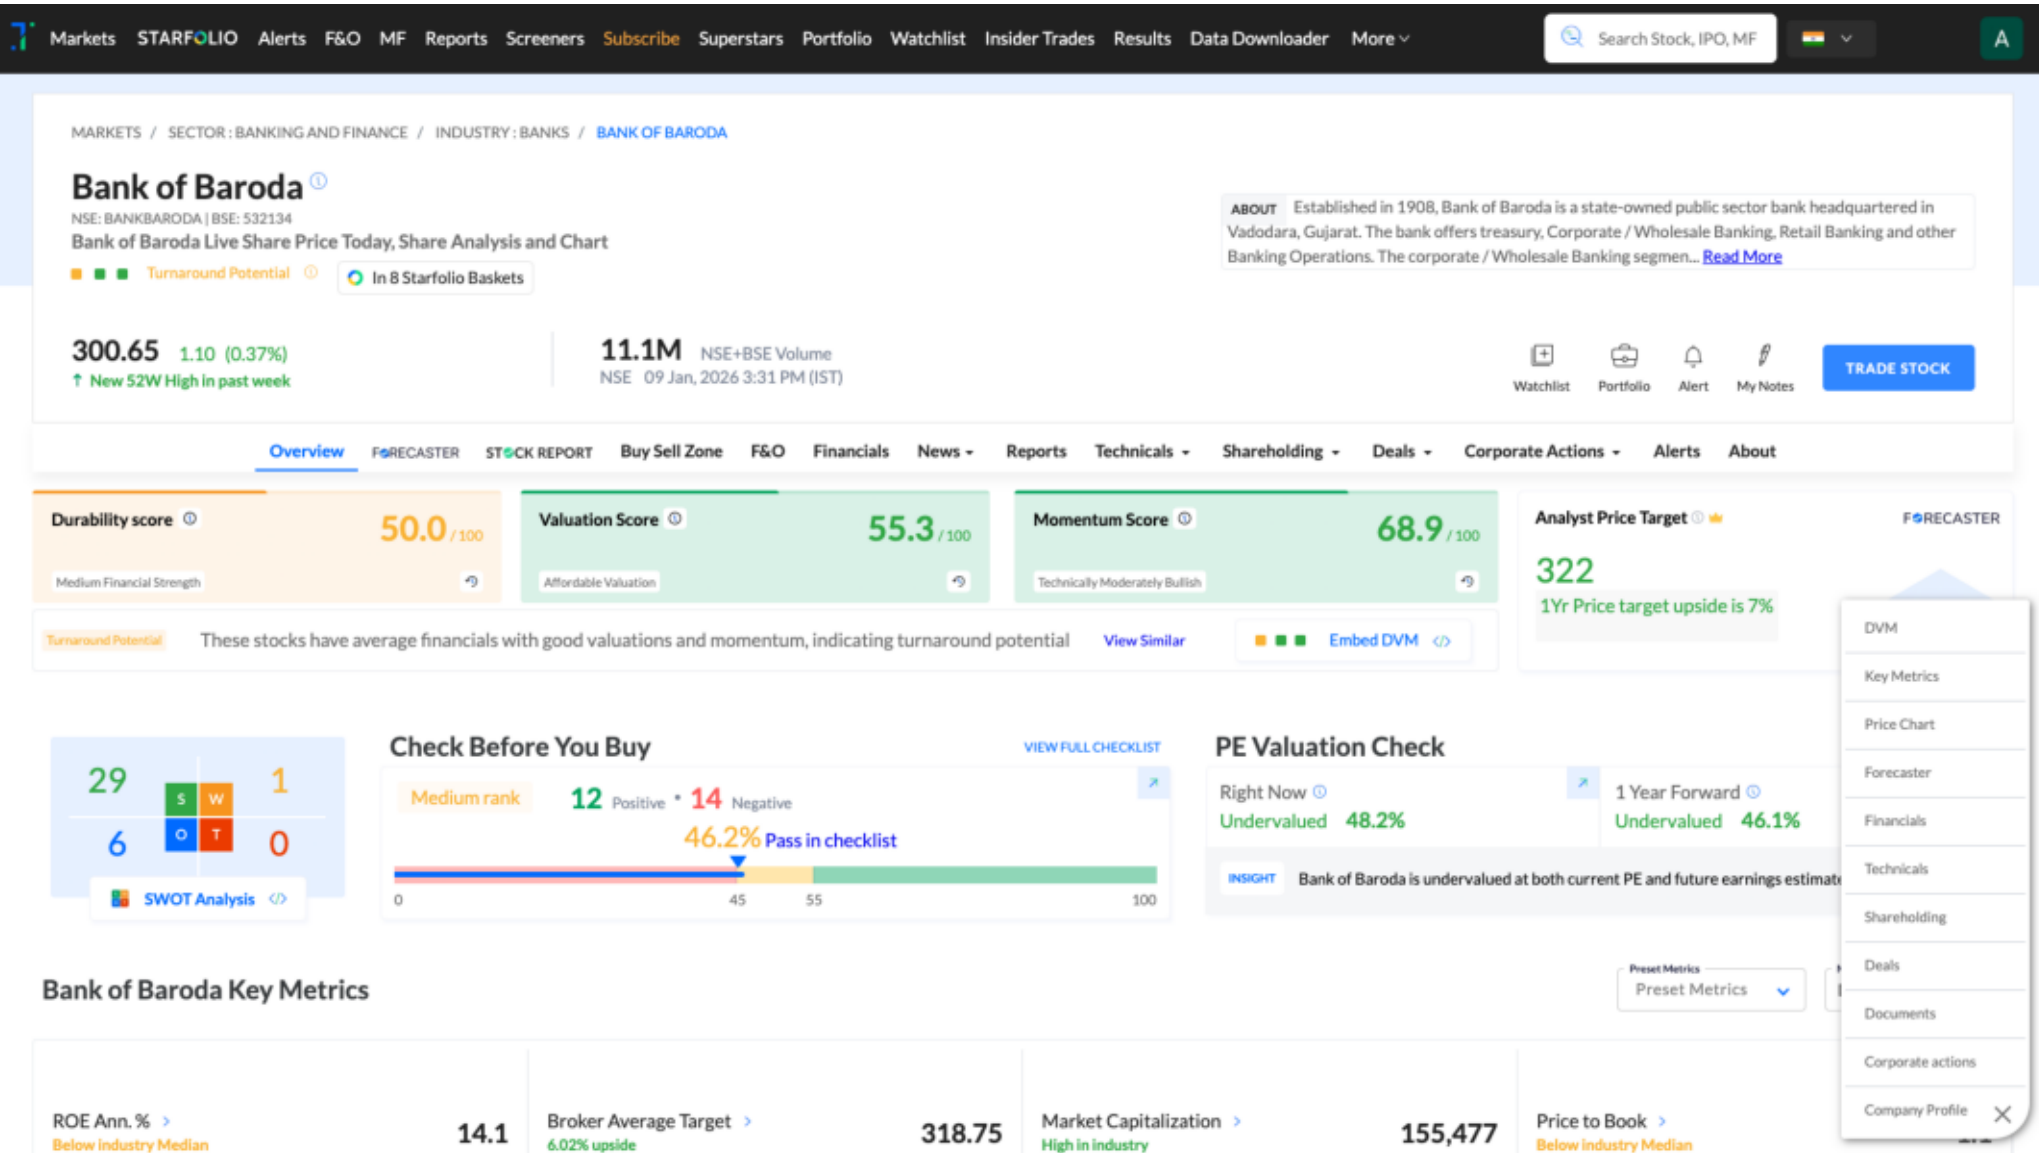 Markets STARFOLIO Alerts F&O MF Reports Screeners Subscribe Superstars Portfolio Watchlist Insider Trades Results Data Downloader More Search Stock, IPO, MF A
MARKETS / SECTOR : BANKING AND FINANCE / INDUSTRY : BANKS / BANK OF BARODA
Bank of Baroda
NSE: BANKBARODA | BSE: 532134
Bank of Baroda Live Share Price Today, Share Analysis and Chart
Turnaround Potential In 8 Starfolio Baskets
ABOUT Established in 1908, Bank of Baroda is a state-owned public sector bank headquartered in
Vadodara, Gujarat. The bank offers treasury, Corporate / Wholesale Banking, Retail Banking and other
Banking Operations. The corporate / Wholesale Banking segmen... Read More
300.65 1.10 (0.37%)
New 52W High in past week
11.1M NSE+BSE Volume
NSE 09 Jan, 2026 3:31 PM (IST)
Watchlist Portfolio Alert My Notes TRADE STOCK
Overview FORECASTER STOCK REPORT Buy Sell Zone F&O Financials News Reports Technicals Shareholding Deals Corporate Actions Alerts About
Durability score 50.0 / 100
Medium Financial Strength
Valuation Score 55.3 / 100
Affordable Valuation
Momentum Score 68.9 / 100
Technically Moderately Bullish
Analyst Price Target FORECASTER
322
1Yr Price target upside is 7%
Turnaround Potential These stocks have average financials with good valuations and momentum, indicating turnaround potential View Similar Embed DVM </>
29 S W 1
6 O T 0
SWOT Analysis </>
Check Before You Buy VIEW FULL CHECKLIST
Medium rank 12 Positive • 14 Negative
46.2% Pass in checklist
0 45 55 100
PE Valuation Check
Right Now
Undervalued 48.2%
1 Year Forward
Undervalued 46.1%
INSIGHT Bank of Baroda is undervalued at both current PE and future earnings estimate
Bank of Baroda Key Metrics
Preset Metrics
Preset Metrics
ROE Ann. % 14.1
Below industry Median
Broker Average Target 318.75
6.02% upside
Market Capitalization 155,477
High in industry
Price to Book
Below industry Median
DVM
Key Metrics
Price Chart
Forecaster
Financials
Technicals
Shareholding
Deals
Documents
Corporate actions
Company Profile